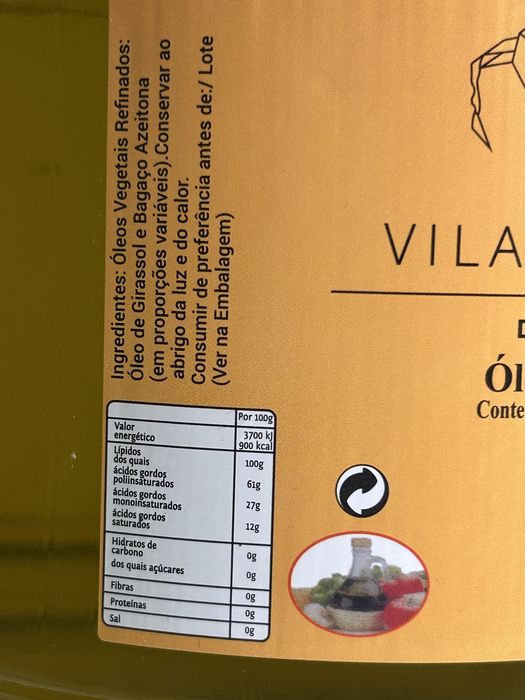 Ingredientes: Óleos Vegetais Refinados:
Óleo de Girassol e Bagaço Azeitona
(em proporções variáveis).Conservar ao
abrigo da luz e do calor.
Consumir de preferência antes de:/ Lote
(Ver na Embalagem)
Por 100g
Valor
energético
3700 kJ
900 kcal
Lípidos 100g
dos quais
ácidos gordos
poliinsaturados 61g
ácidos gordos
monoinsaturados 27g
ácidos gordos
saturados 12g
Hidratos de
carbono 0g
dos quais açúcares 0g
Fibras 0g
Proteínas 0g
Sal 0g
VILA
Ól
Conte